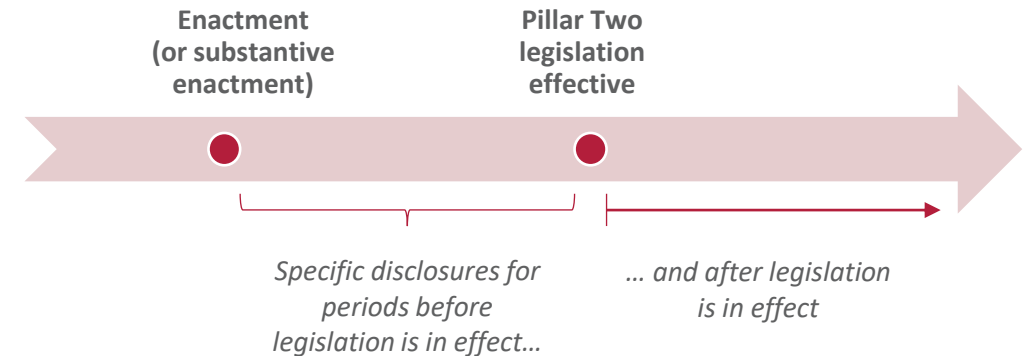 Enactment
(or substantive
enactment)
Pillar Two
legislation
effective
Specific disclosures for
periods before
legislation is in effect…
… and after legislation
is in effect